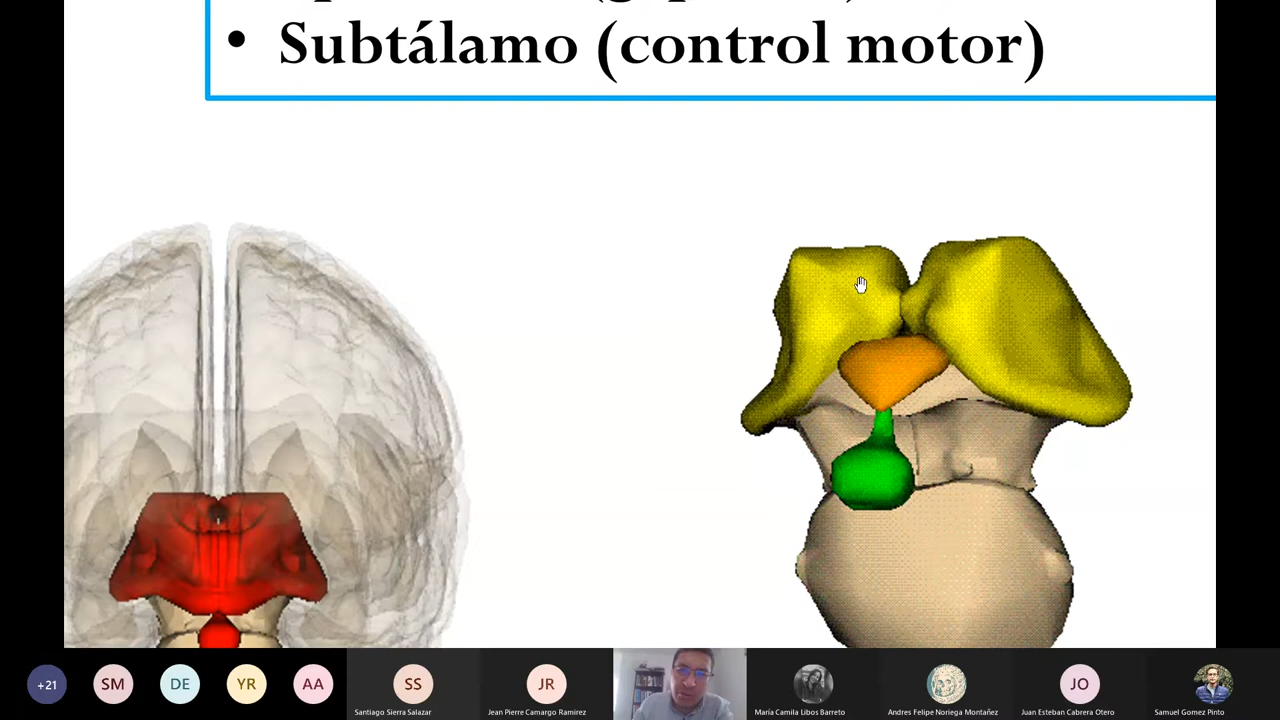 • Subtálamo (control motor)
+21
SM
DE
YR
AA
SS
Santiago Sierra Salazar
JR
Jean Pierre Camargo Ramirez
María Camila Libos Barreto
Andres Felipe Noriega Montañez
JO
Juan Esteban Cabrera Otero
Samuel Gomez Pinto